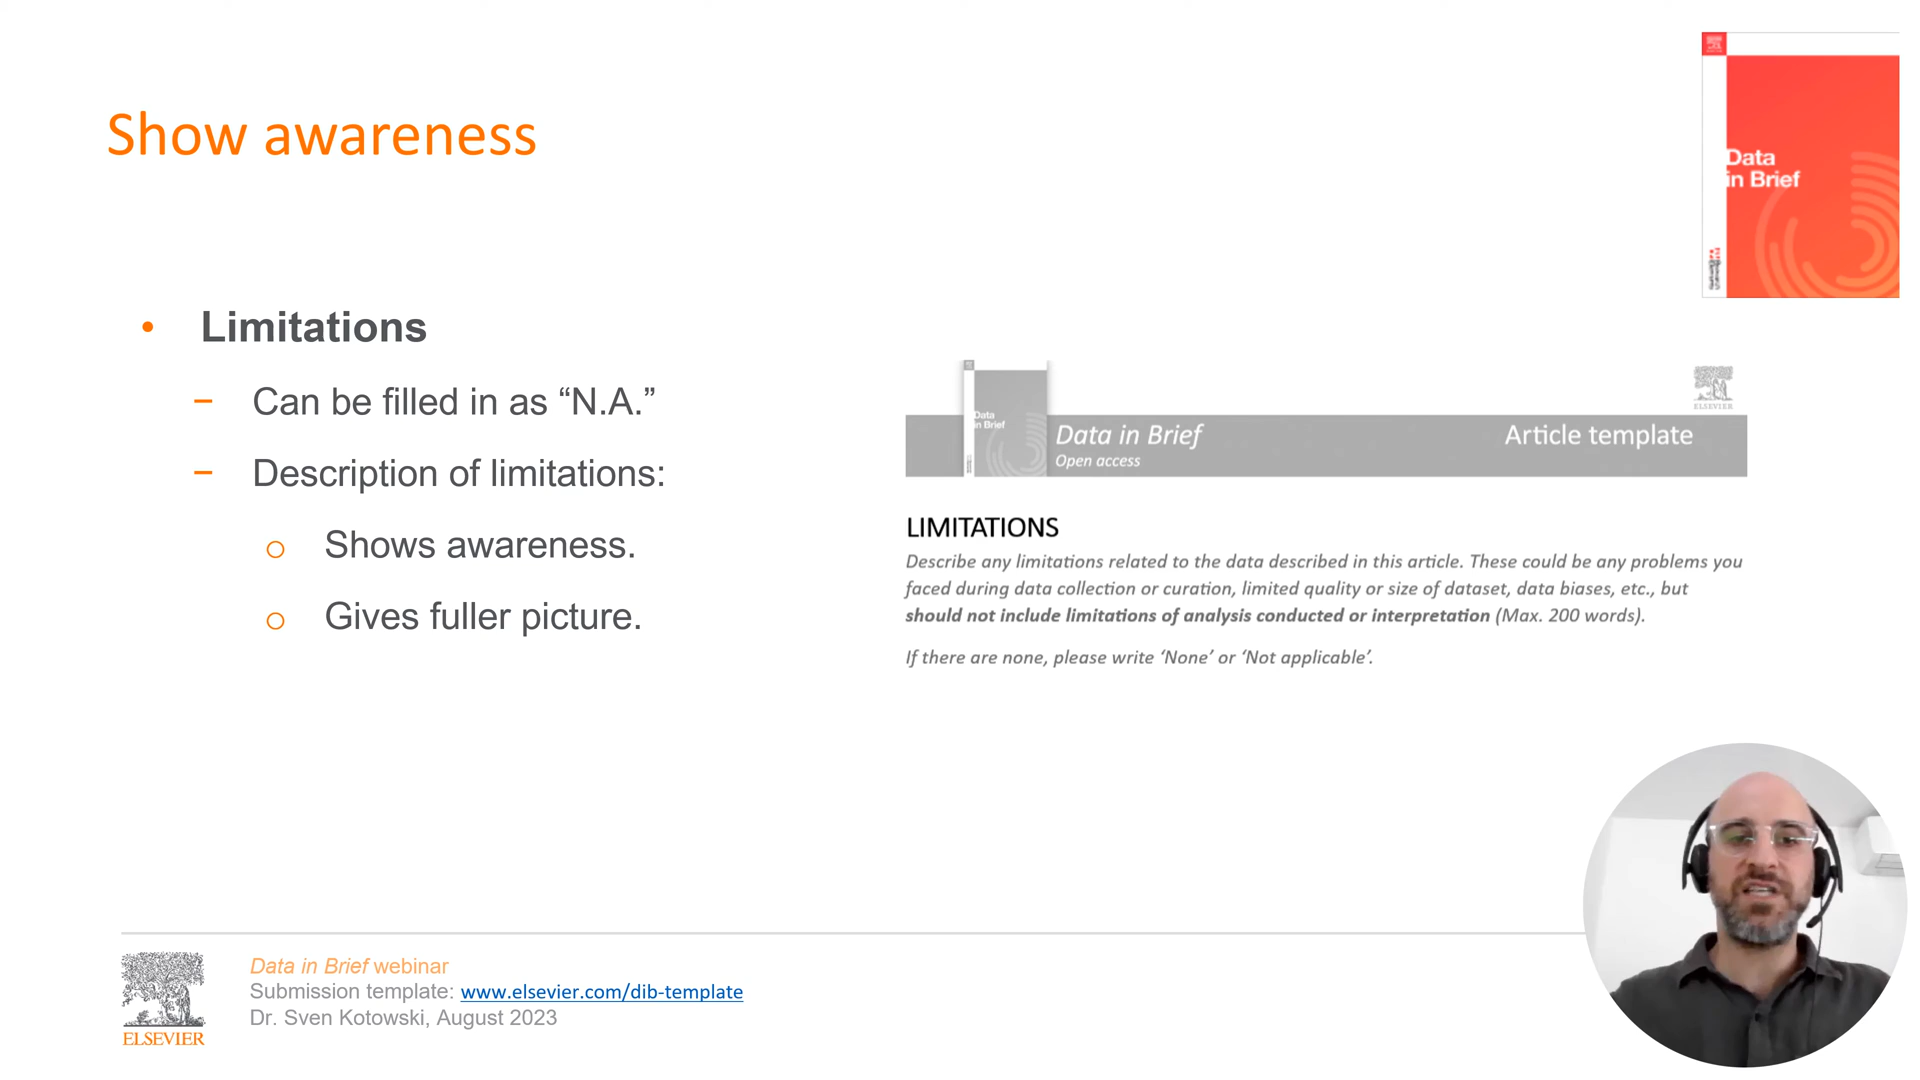 Show awareness
Data
in Brief
• Limitations
− Can be filled in as “N.A.”
− Description of limitations:
o Shows awareness.
o Gives fuller picture.
Data
in Brief
Data in Brief
Open access
Article template
ELSEVIER
LIMITATIONS
Describe any limitations related to the data described in this article. These could be any problems you
faced during data collection or curation, limited quality or size of dataset, data biases, etc., but
should not include limitations of analysis conducted or interpretation (Max. 200 words).
If there are none, please write ‘None’ or ‘Not applicable’.
ELSEVIER
Data in Brief webinar
Submission template: www.elsevier.com/dib-template
Dr. Sven Kotowski, August 2023